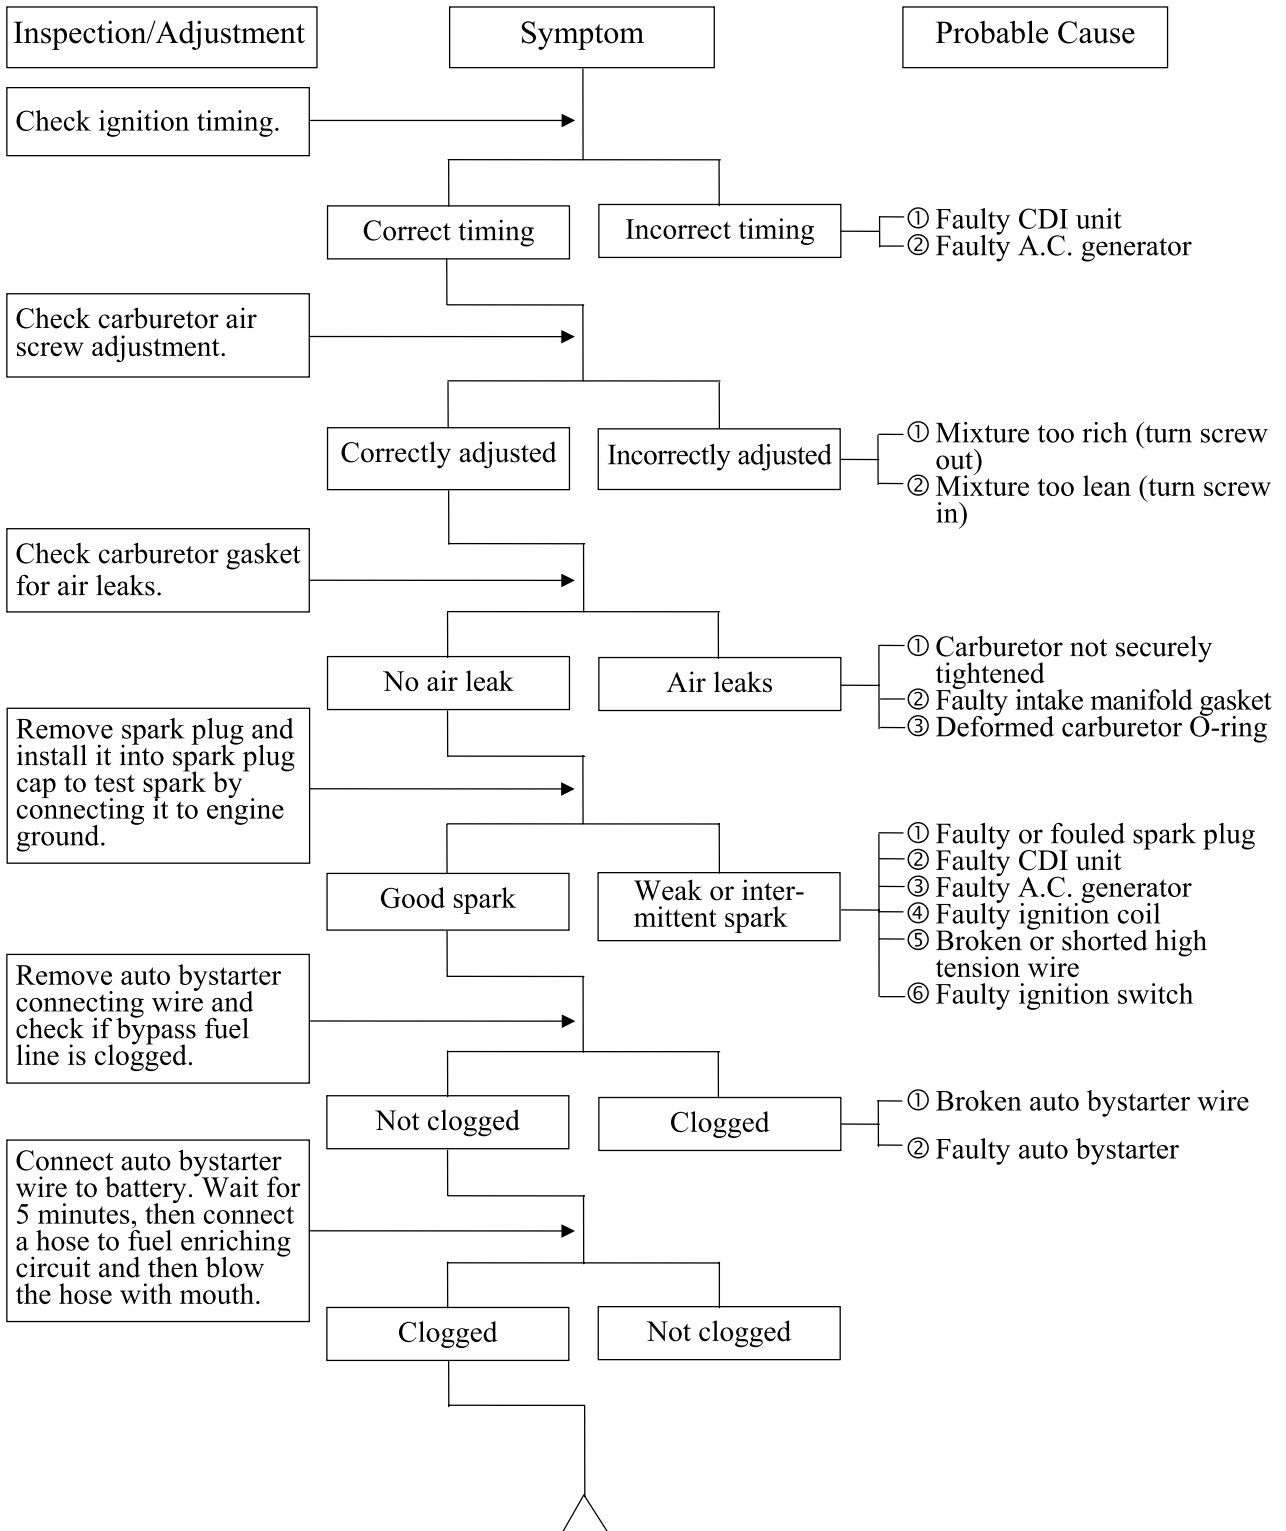 Inspection/Adjustment
Symptom
Probable Cause
Check ignition timing.
Correct timing
Incorrect timing
① Faulty CDI unit
② Faulty A.C. generator
Check carburetor air
screw adjustment.
Correctly adjusted
Incorrectly adjusted
① Mixture too rich (turn screw
out)
② Mixture too lean (turn screw
in)
Check carburetor gasket
for air leaks.
No air leak
Air leaks
① Carburetor not securely
tightened
② Faulty intake manifold gasket
③ Deformed carburetor O-ring
Remove spark plug and
install it into spark plug
cap to test spark by
connecting it to engine
ground.
Good spark
Weak or inter-
mittent spark
① Faulty or fouled spark plug
② Faulty CDI unit
③ Faulty A.C. generator
④ Faulty ignition coil
⑤ Broken or shorted high
tension wire
⑥ Faulty ignition switch
Remove auto bystarter
connecting wire and
check if bypass fuel
line is clogged.
Not clogged
Clogged
① Broken auto bystarter wire
② Faulty auto bystarter
Connect auto bystarter
wire to battery. Wait for
5 minutes, then connect
a hose to fuel enriching
circuit and then blow
the hose with mouth.
Clogged
Not clogged